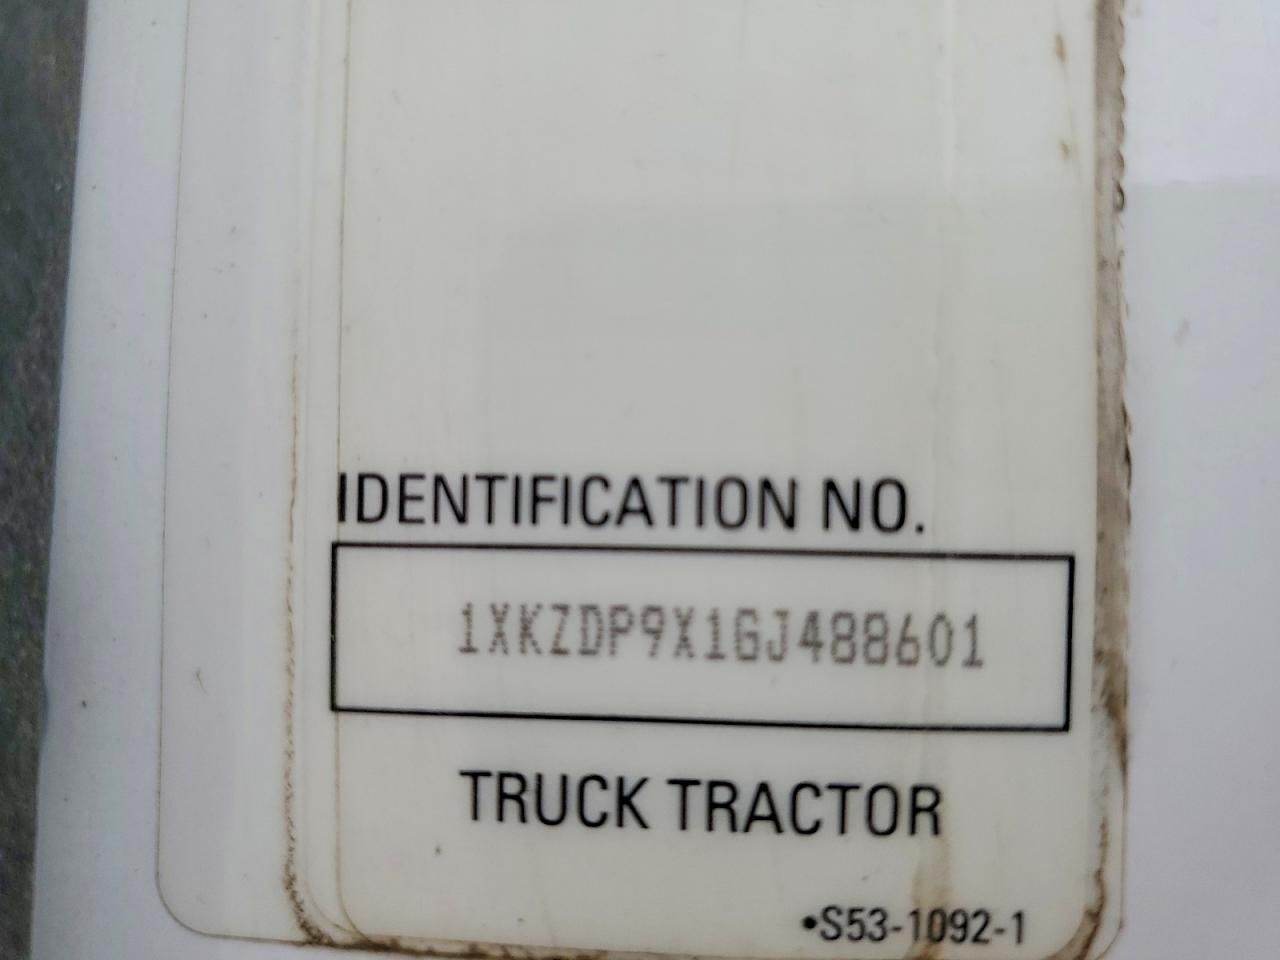 IDENTIFICATION NO.
1XKZDP9X1GJ488601
TRUCK TRACTOR
•S53-1092-1